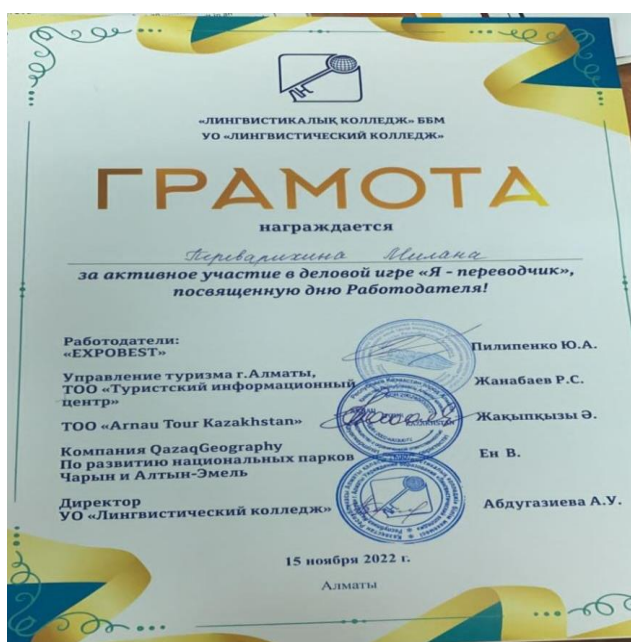 «ЛИНГВИСТИКАЛЫҚ КОЛЛЕДЖ» ББМ
УО «ЛИНГВИСТИЧЕСКИЙ КОЛЛЕДЖ»
ГРАМОТА
награждается
Переварихина Милана
за активное участие в деловой игре «Я - переводчик»,
посвященную дню Работодателя!
Работодатели:
«EXPOBEST»
Пилипенко Ю.А.
Управление туризма г.Алматы,
ТОО «Туристский информационный
центр»
Жанабаев Р.С.
ТОО «Arnau Tour Kazakhstan»
Жақыпқызы Ә.
Компания QazaqGeography
По развитию национальных парков
Чарын и Алтын-Эмель
Ен В.
Директор
УО «Лингвистический колледж»
Абдугазиева А.У.
15 ноября 2022 г.
Алматы